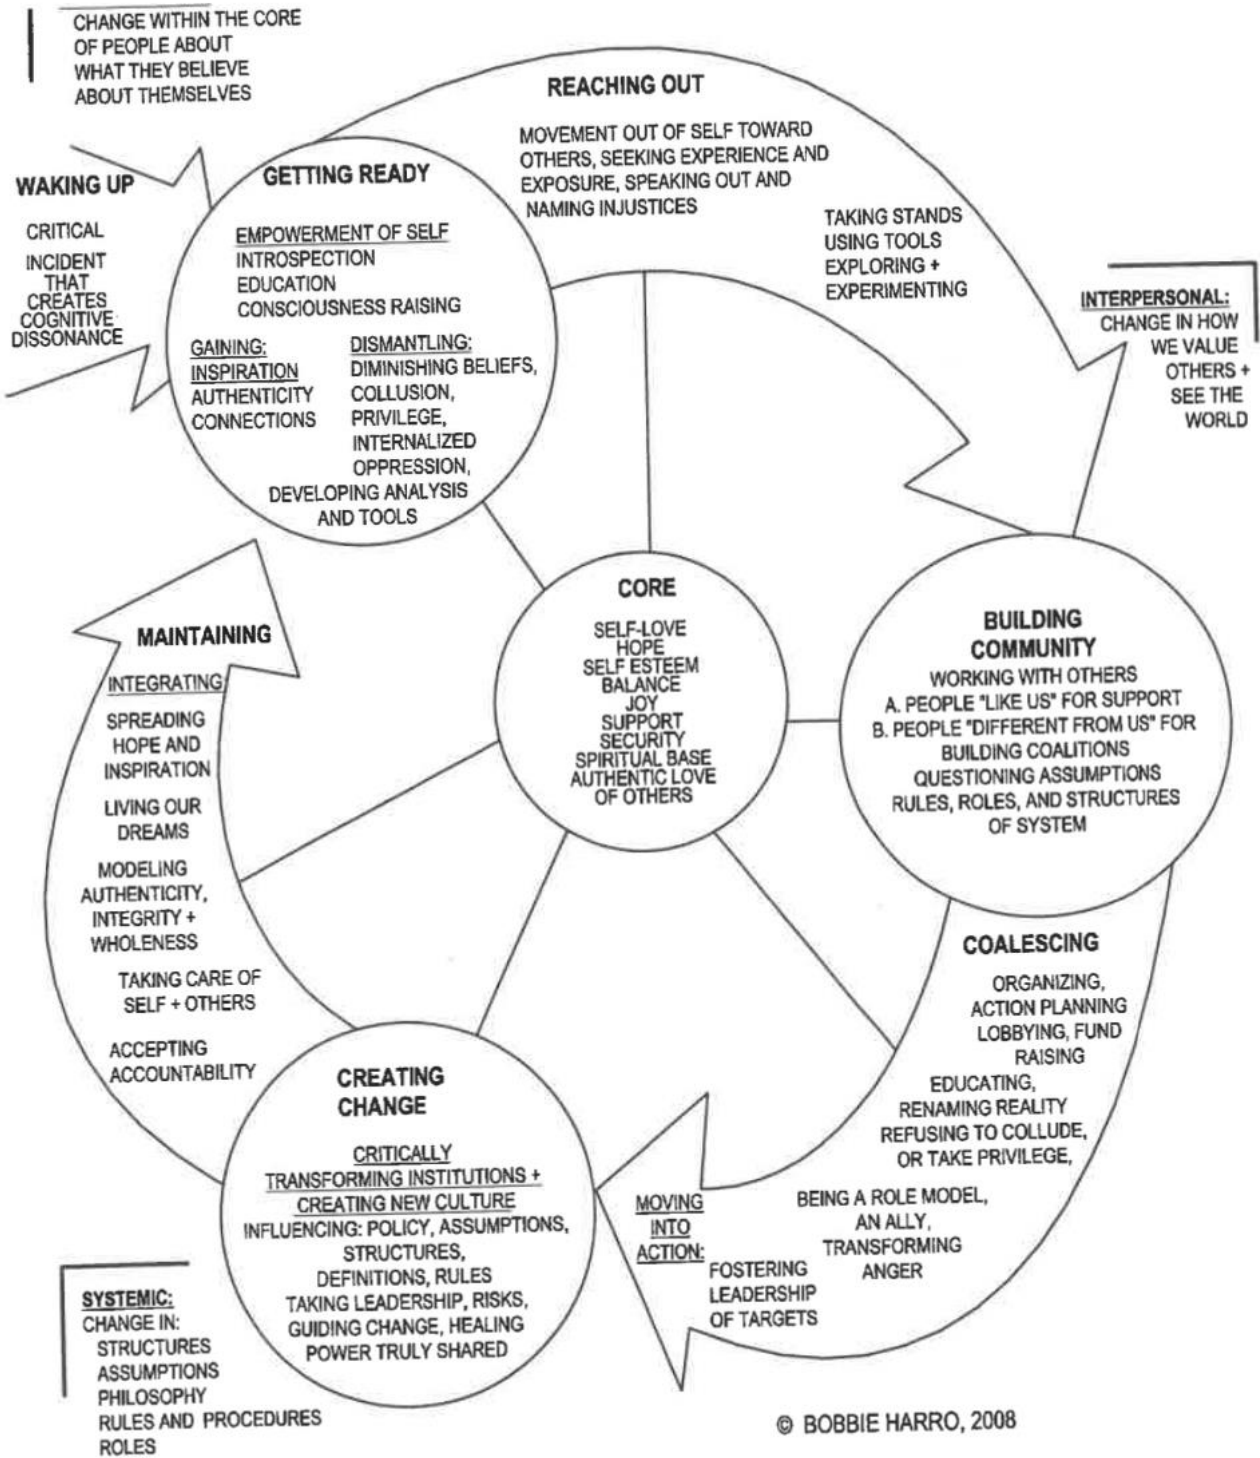 CHANGE WITHIN THE CORE
OF PEOPLE ABOUT
WHAT THEY BELIEVE
ABOUT THEMSELVES
WAKING UP
CRITICAL
INCIDENT
THAT
CREATES
COGNITIVE
DISSONANCE
GETTING READY
EMPOWERMENT OF SELF
INTROSPECTION
EDUCATION
CONSCIOUSNESS RAISING
GAINING:
INSPIRATION
AUTHENTICITY
CONNECTIONS
DISMANTLING:
DIMINISHING BELIEFS,
COLLUSION,
PRIVILEGE,
INTERNALIZED
OPPRESSION,
DEVELOPING ANALYSIS
AND TOOLS
REACHING OUT
MOVEMENT OUT OF SELF TOWARD
OTHERS, SEEKING EXPERIENCE AND
EXPOSURE, SPEAKING OUT AND
NAMING INJUSTICES
TAKING STANDS
USING TOOLS
EXPLORING +
EXPERIMENTING
INTERPERSONAL:
CHANGE IN HOW
WE VALUE
OTHERS +
SEE THE
WORLD
CORE
SELF-LOVE
HOPE
SELF ESTEEM
BALANCE
JOY
SUPPORT
SECURITY
SPIRITUAL BASE
AUTHENTIC LOVE
OF OTHERS
BUILDING
COMMUNITY
WORKING WITH OTHERS
A. PEOPLE "LIKE US" FOR SUPPORT
B. PEOPLE "DIFFERENT FROM US" FOR
BUILDING COALITIONS
QUESTIONING ASSUMPTIONS
RULES, ROLES, AND STRUCTURES
OF SYSTEM
COALESCING
ORGANIZING,
ACTION PLANNING
LOBBYING, FUND
RAISING
EDUCATING,
RENAMING REALITY
REFUSING TO COLLUDE,
OR TAKE PRIVILEGE,
BEING A ROLE MODEL,
AN ALLY,
TRANSFORMING
ANGER
MOVING
INTO
ACTION:
FOSTERING
LEADERSHIP
OF TARGETS
CREATING
CHANGE
CRITICALLY
TRANSFORMING INSTITUTIONS +
CREATING NEW CULTURE
INFLUENCING: POLICY, ASSUMPTIONS,
STRUCTURES,
DEFINITIONS, RULES
TAKING LEADERSHIP, RISKS,
GUIDING CHANGE, HEALING
POWER TRULY SHARED
MAINTAINING
INTEGRATING:
SPREADING
HOPE AND
INSPIRATION
LIVING OUR
DREAMS
MODELING
AUTHENTICITY,
INTEGRITY +
WHOLENESS
TAKING CARE OF
SELF + OTHERS
ACCEPTING
ACCOUNTABILITY
SYSTEMIC:
CHANGE IN:
STRUCTURES
ASSUMPTIONS
PHILOSOPHY
RULES AND PROCEDURES
ROLES
© BOBBIE HARRO, 2008